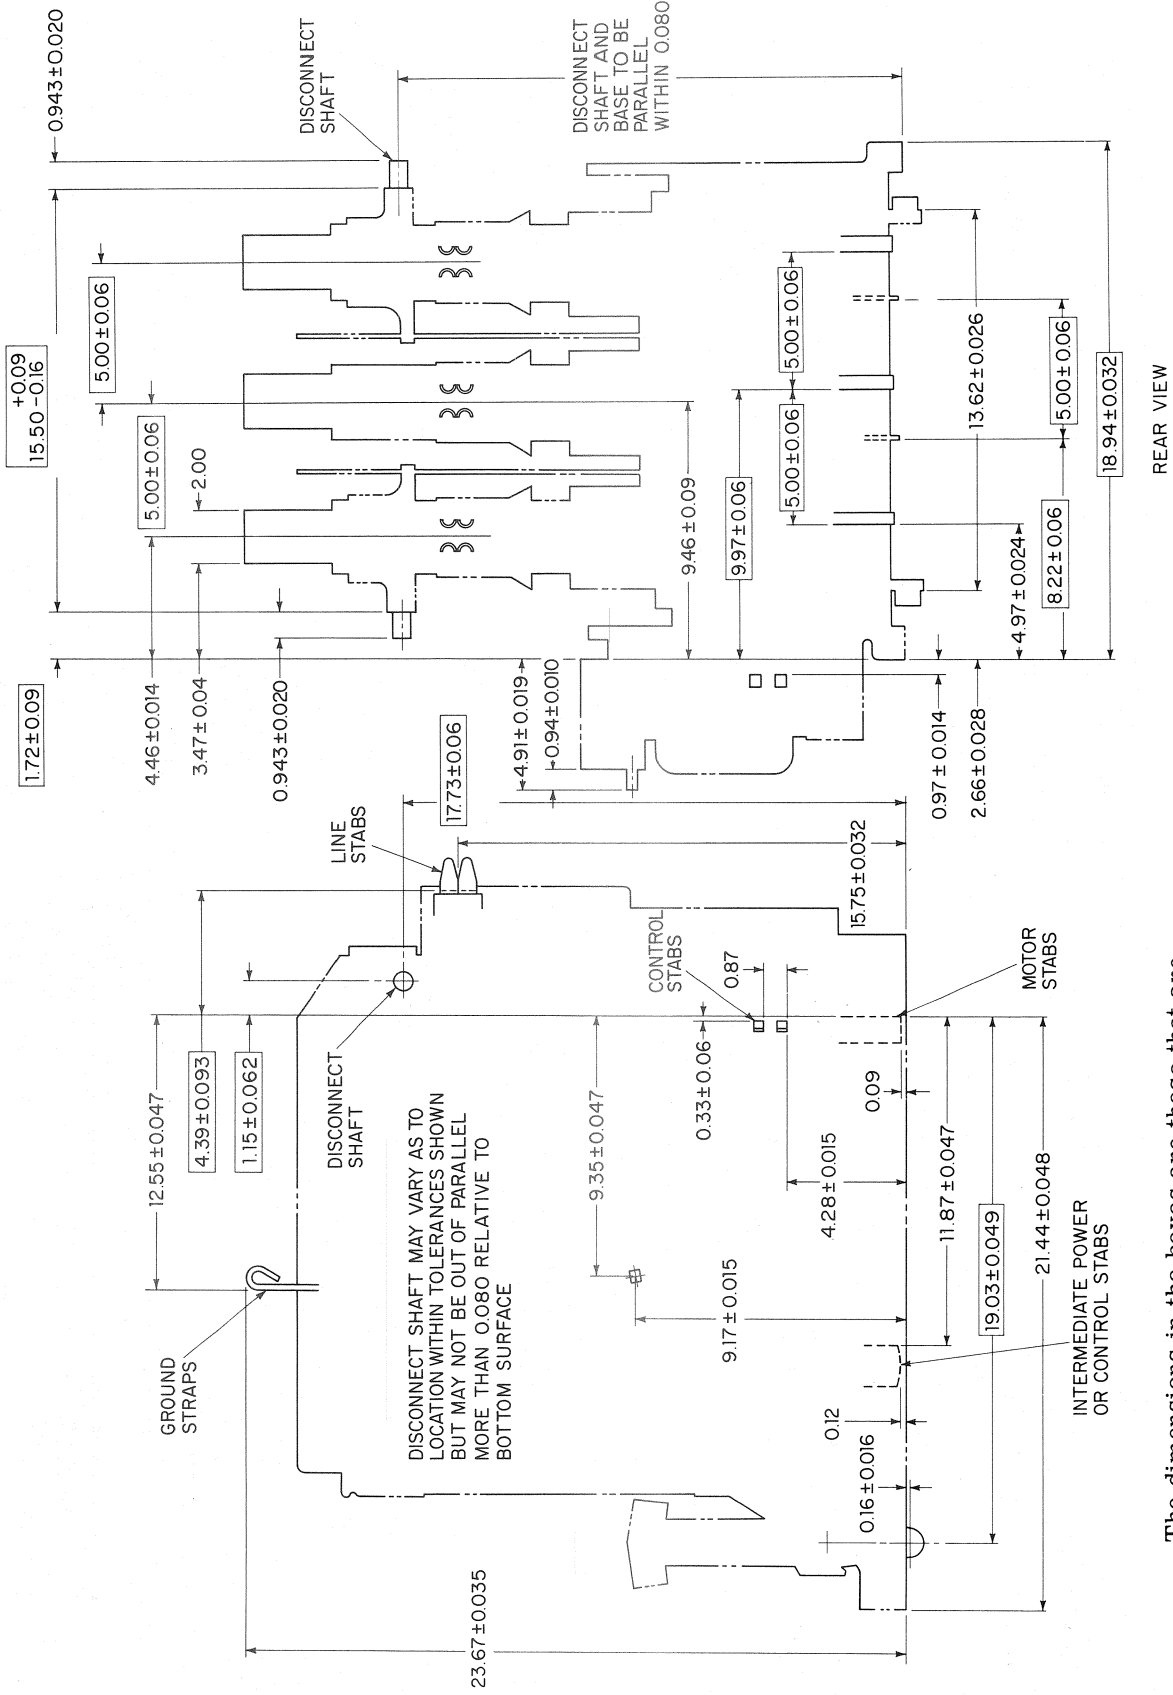 23.67±0.035
GROUND
STRAPS
12.55±0.047
4.39±0.093
1.15±0.062
DISCONNECT
SHAFT
DISCONNECT SHAFT MAY VARY AS TO
LOCATION WITHIN TOLERANCES SHOWN
BUT MAY NOT BE OUT OF PARALLEL
MORE THAN 0.080 RELATIVE TO
BOTTOM SURFACE
LINE
STABS
17.73±0.06
15.75±0.032
9.35±0.047
9.17±0.015
CONTROL
STABS
0.87
0.33±0.06
4.28±0.015
0.09
MOTOR
STABS
0.12
0.16±0.016
11.87±0.047
19.03±0.049
21.44±0.048
INTERMEDIATE POWER
OR CONTROL STABS
1.72±0.09
+0.09
15.50-0.16
0.943±0.020
5.00±0.06
5.00±0.06
4.46±0.014
2.00
3.47±0.04
0.943±0.020
DISCONNECT
SHAFT
DISCONNECT
SHAFT AND
BASE TO BE
PARALLEL
WITHIN 0.080
4.91±0.019
0.94±0.010
9.46±0.09
9.97±0.06
5.00±0.06
5.00±0.06
0.97±0.014
2.66±0.028
13.62±0.026
4.97±0.024
8.22±0.06
5.00±0.06
18.94±0.032
REAR VIEW
The dimensions in the boxes are those that are